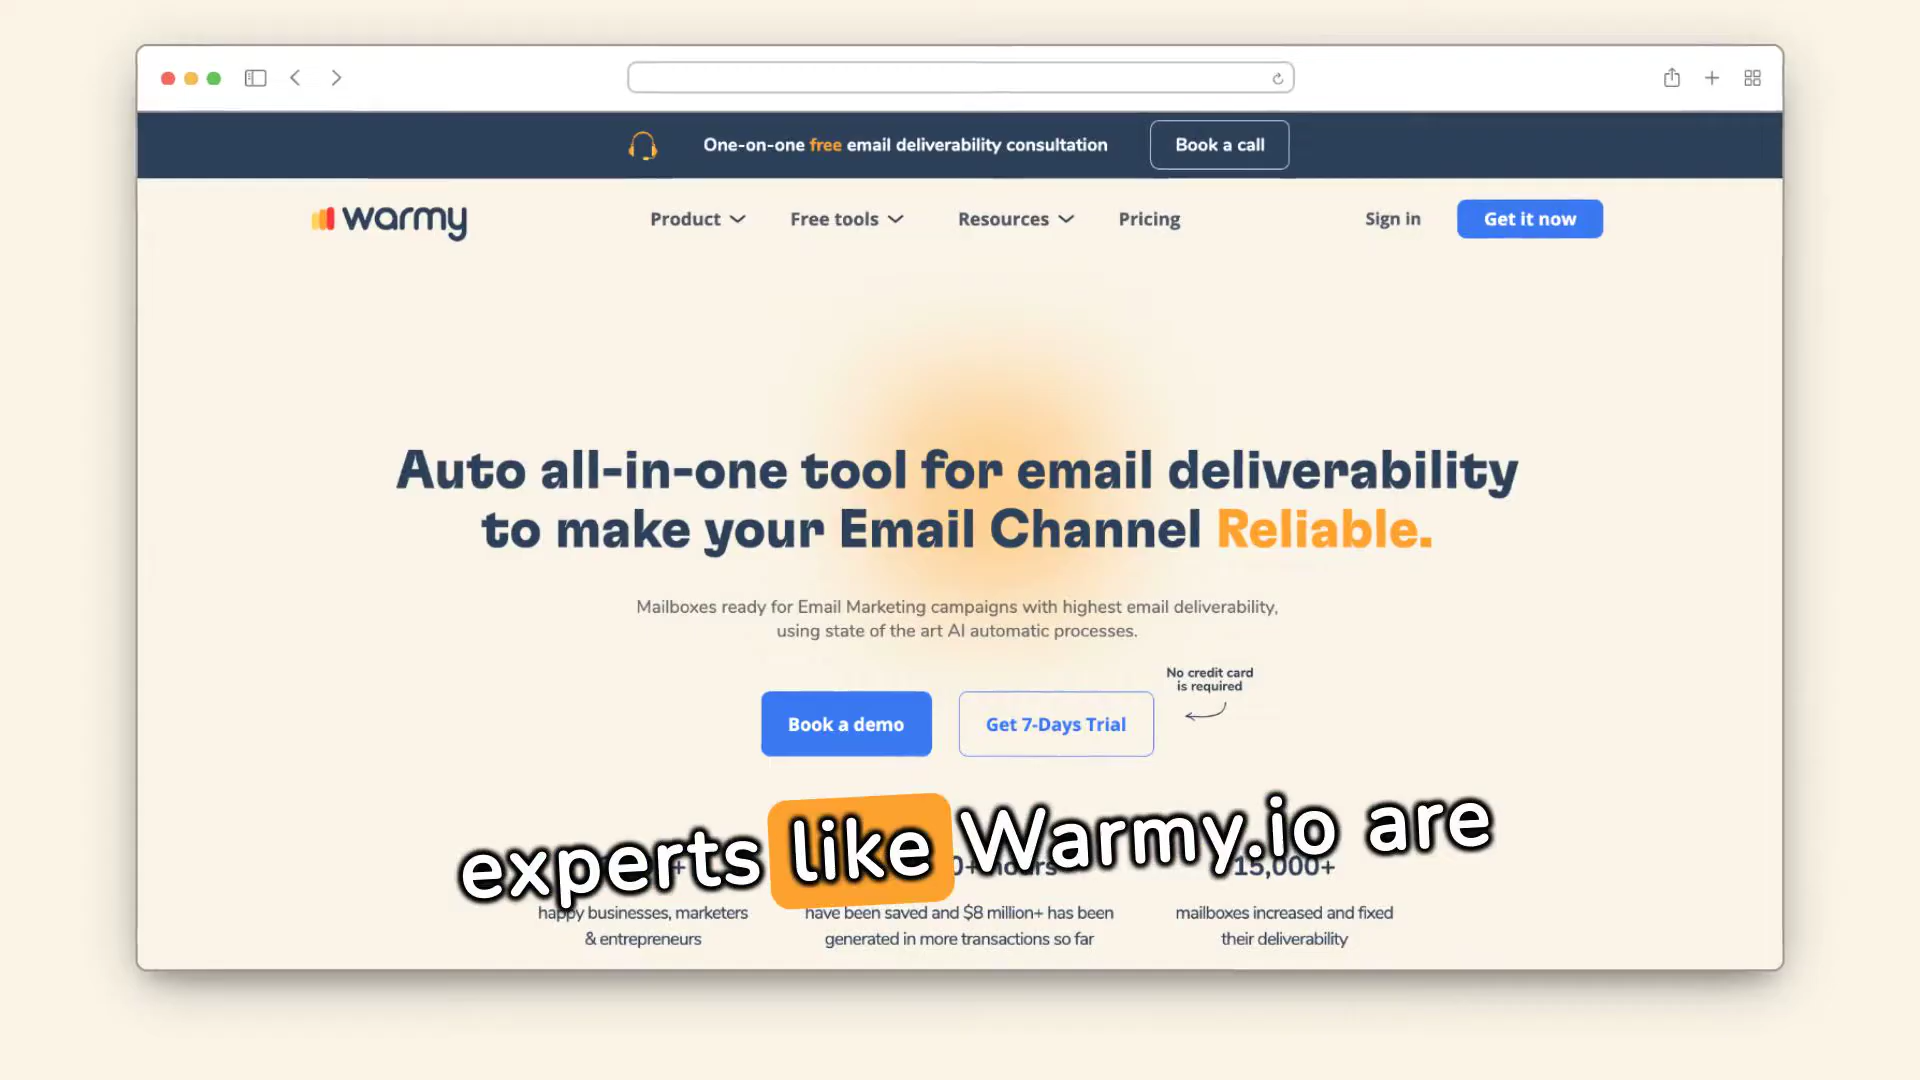 One-on-one free email deliverability consultation Book a call
warmy Product Free tools Resources Pricing Sign in Get it now
Auto all-in-one tool for email deliverability
to make your Email Channel Reliable.
Mailboxes ready for Email Marketing campaigns with highest email deliverability,
using state of the art AI automatic processes.
No credit card
is required
Book a demo Get 7-Days Trial
experts like Warmy.io are
15,000+
happy businesses, marketers
& entrepreneurs
have been saved and $8 million+ has been
generated in more transactions so far
mailboxes increased and fixed
their deliverability